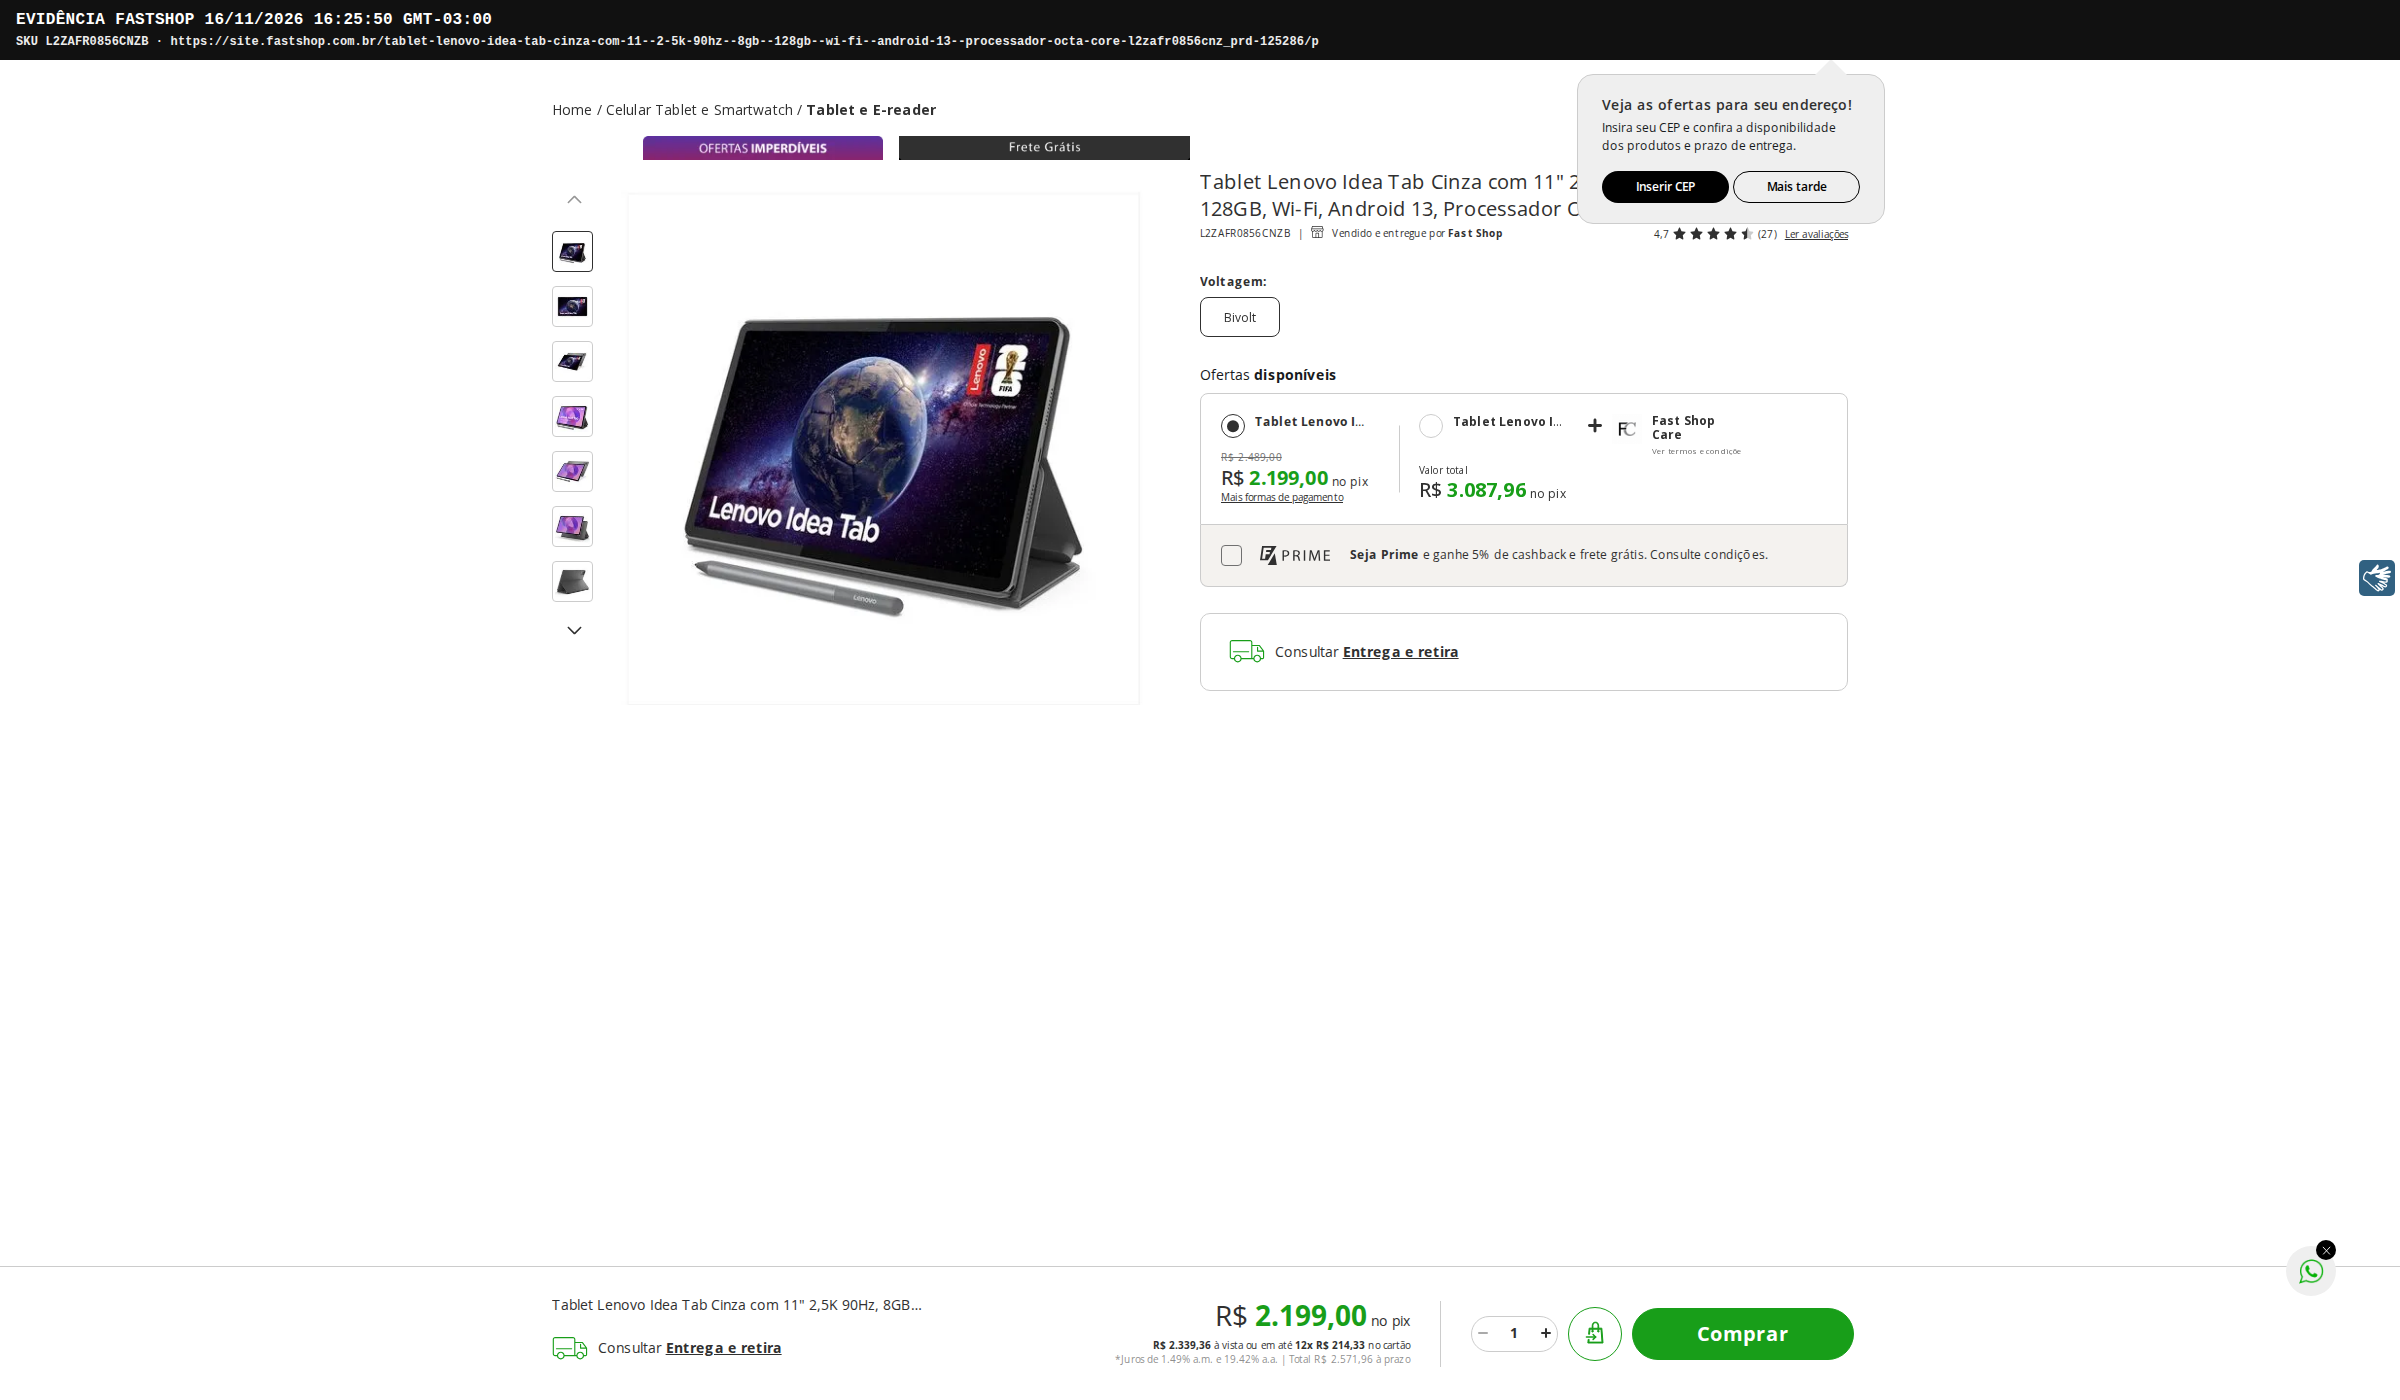 EVIDÊNCIA FASTSHOP 16/11/2026 16:25:50 GMT-03:00
SKU L2ZAFR0856CNZB · https://site.fastshop.com.br/tablet-lenovo-idea-tab-cinza-com-11--2-5k-90hz--8gb--128gb--wi-fi--android-13--processador-octa-core-l2zafr0856cnz_prd-125286/p
Home / Celular Tablet e Smartwatch / Tablet e E-reader
OFERTAS IMPERDÍVEIS
Frete Grátis
Veja as ofertas para seu endereço!
Insira seu CEP e confira a disponibilidade
dos produtos e prazo de entrega.
Inserir CEP
Mais tarde
Tablet Lenovo Idea Tab Cinza com 11" 2
128GB, Wi-Fi, Android 13, Processador
L2ZAFR0856CNZB | Vendido e entregue por Fast Shop
4,7 (27) Ler avaliações
Voltagem:
Bivolt
Lenovo
FIFA
Lenovo Idea Tab
Lenovo
Ofertas disponíveis
Tablet Lenovo I...
R$ 2.489,00
R$ 2.199,00 no pix
Mais formas de pagamento
Tablet Lenovo I...
Valor total
R$ 3.087,96 no pix
+
FC
Fast Shop
Care
Ver termos e condiçõe
PRIME
Seja Prime e ganhe 5% de cashback e frete grátis. Consulte condições.
Consultar Entrega e retira
Tablet Lenovo Idea Tab Cinza com 11" 2,5K 90Hz, 8GB...
Consultar Entrega e retira
R$ 2.199,00 no pix
R$ 2.339,36 à vista ou em até 12x R$ 214,33 no cartão
*Juros de 1.49% a.m. e 19.42% a.a. | Total R$ 2.571,96 à prazo
− 1 +
Comprar